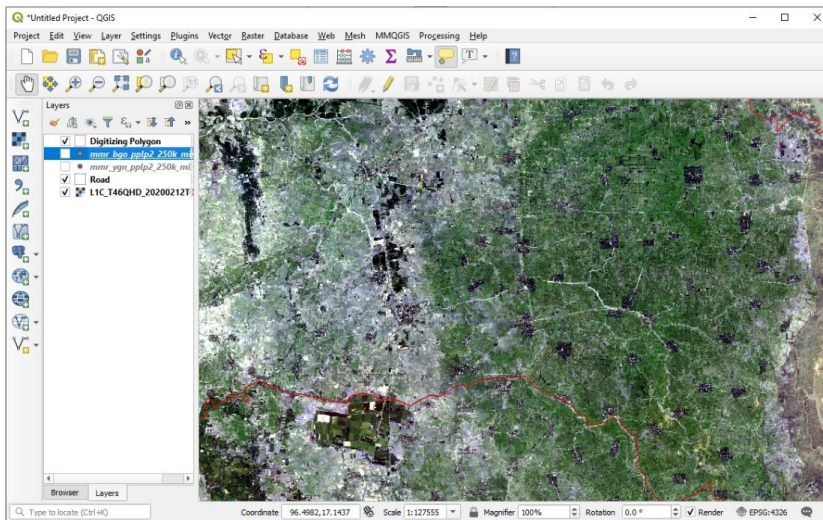 *Untitled Project - QGIS
Project Edit View Layer Settings Plugins Vector Raster Database Web Mesh MMQGIS Processing Help
Layers
Digitizing Polygon
mmr_bgo_pplp2_250k_mi
mmr_ygn_pplp2_250k_mi
Road
L1C_T46QHD_20200212T
Browser Layers
Type to locate (Ctrl+K) Coordinate 96.4982,17.1437 Scale 1:127555 Magnifier 100% Rotation 0.0 ° Render EPSG:4326